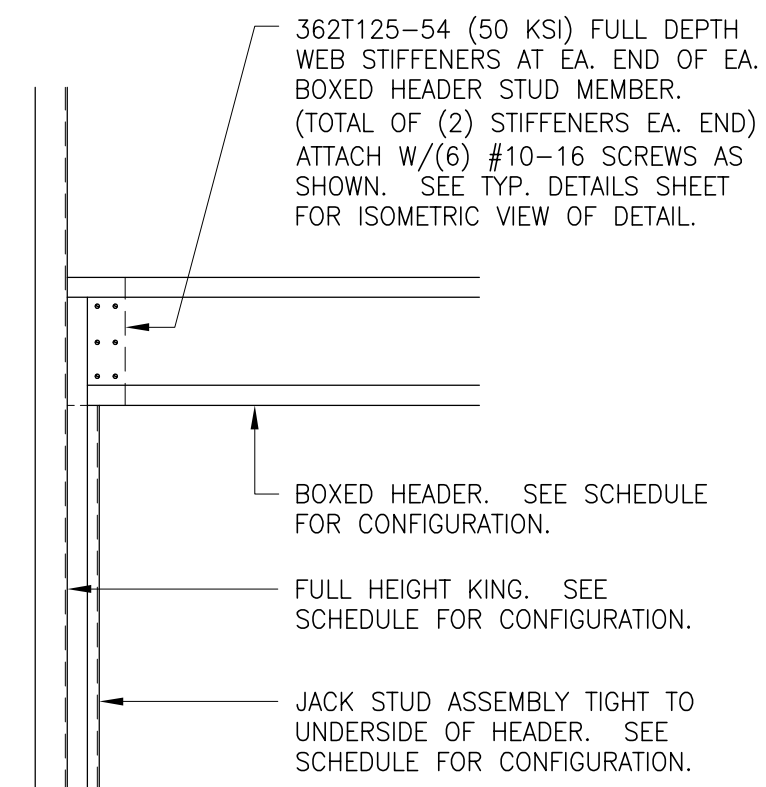 362T125–54 (50 KSI) FULL DEPTH
WEB STIFFENERS AT EA. END OF EA.
BOXED HEADER STUD MEMBER.
(TOTAL OF (2) STIFFENERS EA. END)
ATTACH W/(6) #10–16 SCREWS AS
SHOWN. SEE TYP. DETAILS SHEET
FOR ISOMETRIC VIEW OF DETAIL.
BOXED HEADER. SEE SCHEDULE
FOR CONFIGURATION.
FULL HEIGHT KING. SEE
SCHEDULE FOR CONFIGURATION.
JACK STUD ASSEMBLY TIGHT TO
UNDERSIDE OF HEADER. SEE
SCHEDULE FOR CONFIGURATION.